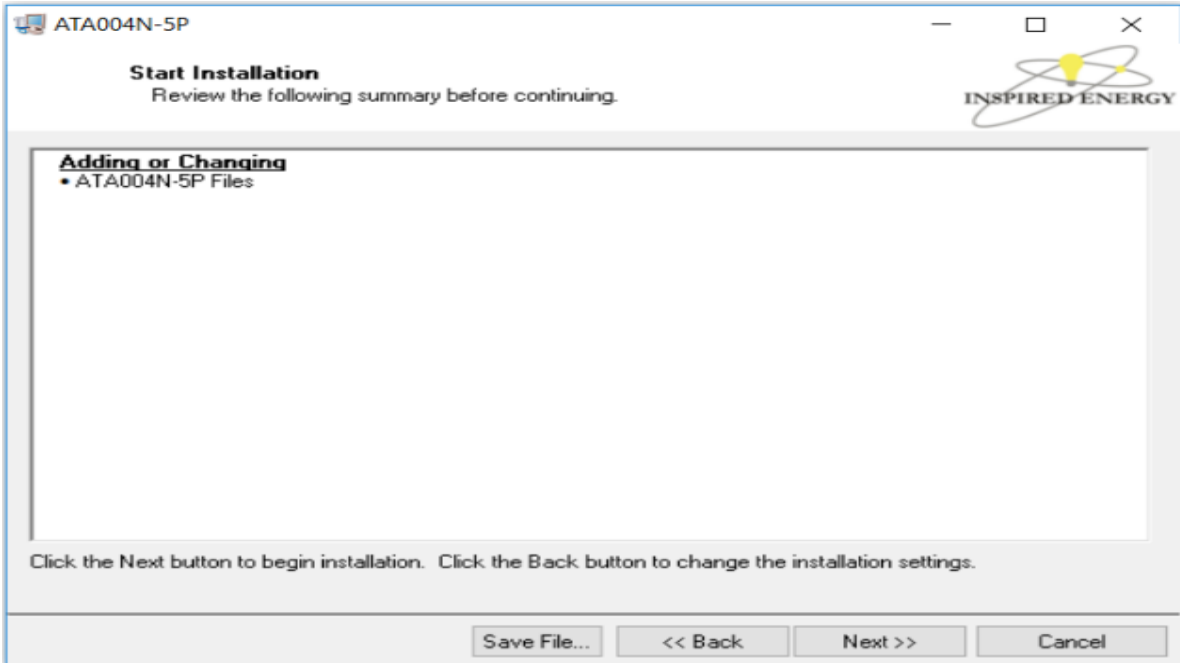 ATA004N-5P
Start Installation
Review the following summary before continuing.
INSPIRED ENERGY
Adding or Changing
• ATA004N-5P Files
Click the Next button to begin installation.  Click the Back button to change the installation settings.
Save File...
<< Back
Next >>
Cancel